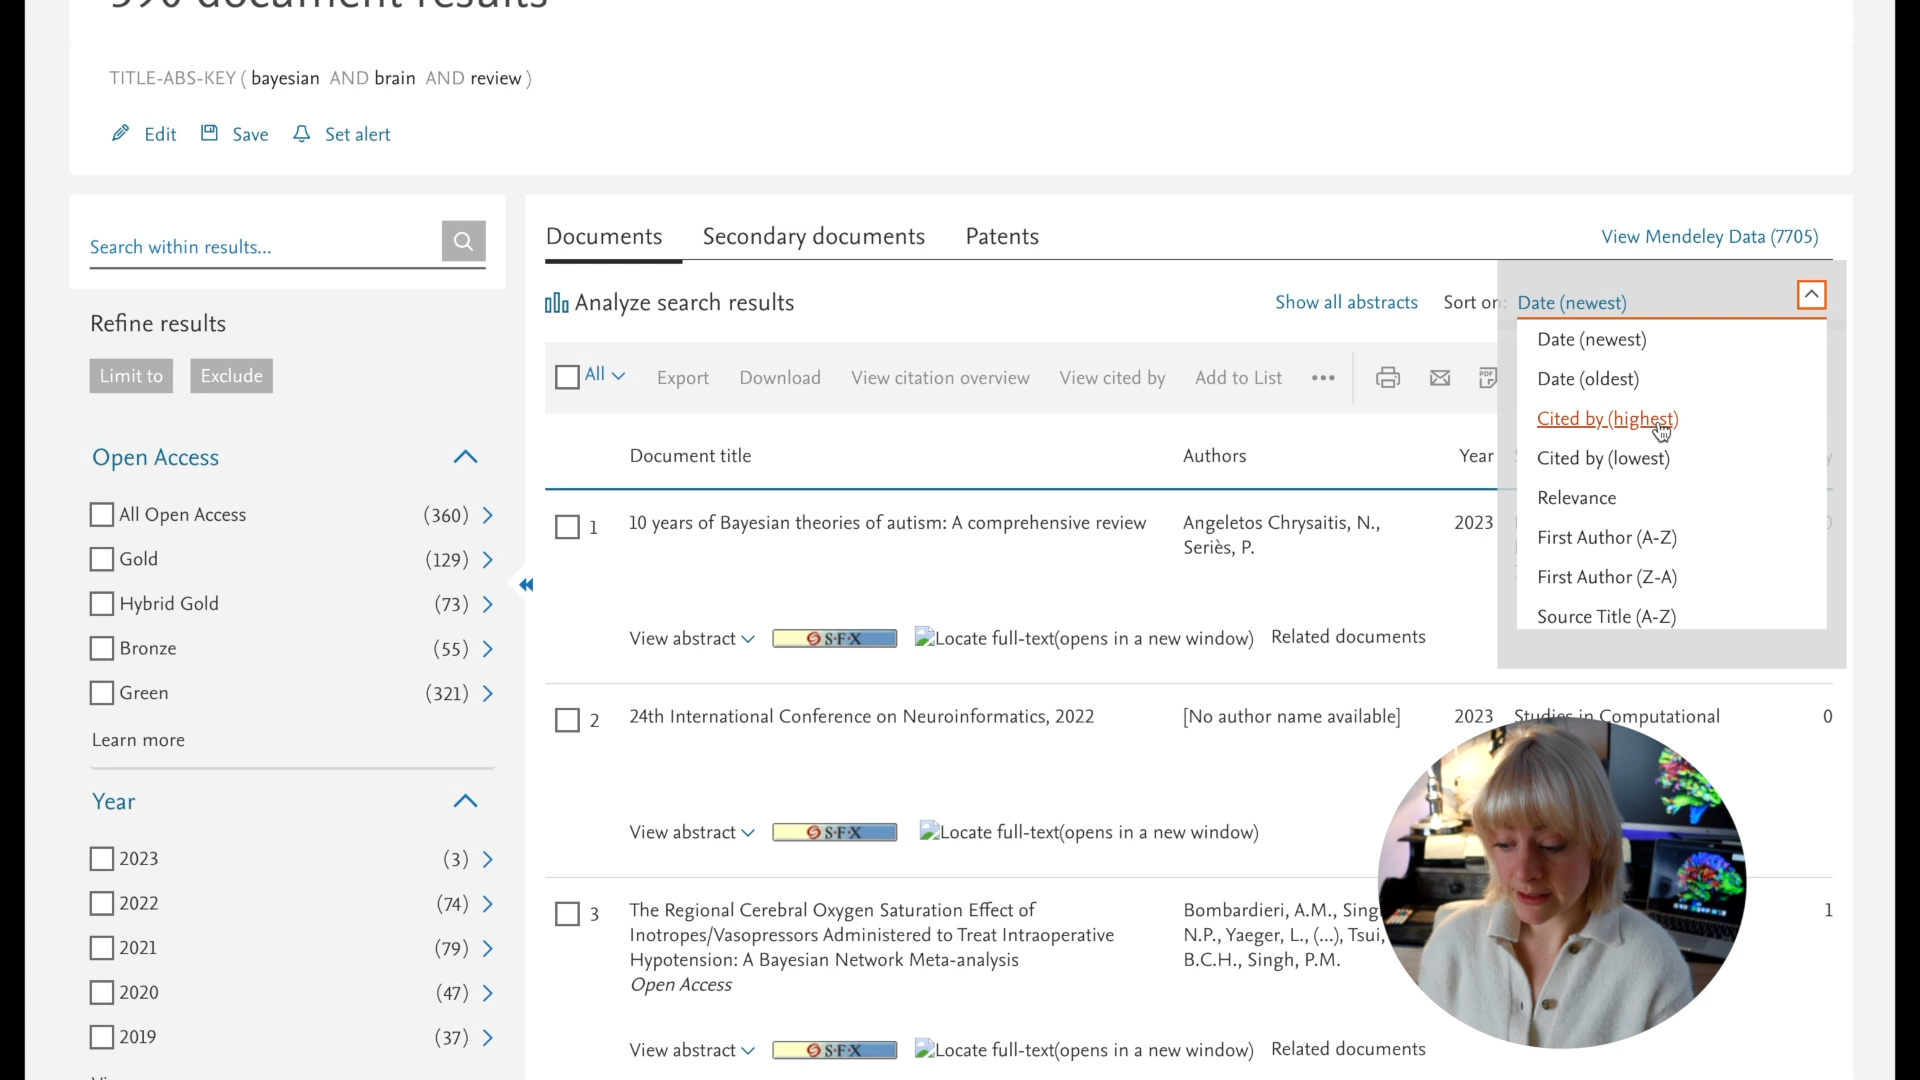 document results
TITLE-ABS-KEY ( bayesian AND brain AND review )
Edit Save Set alert
Search within results...
Refine results
Limit to Exclude
Open Access
All Open Access (360)
Gold (129)
Hybrid Gold (73)
Bronze (55)
Green (321)
Learn more
Year
2023 (3)
2022 (74)
2021 (79)
2020 (47)
2019 (37)
Documents Secondary documents Patents View Mendeley Data (7705)
Analyze search results Show all abstracts Sort on: Date (newest)
Date (newest)
Date (oldest)
Cited by (highest)
Cited by (lowest)
Relevance
First Author (A-Z)
First Author (Z-A)
Source Title (A-Z)
All Export Download View citation overview View cited by Add to List ••• PDF
Document title Authors Year
1 10 years of Bayesian theories of autism: A comprehensive review Angeletos Chrysaitis, N., 2023
Seriès, P.
View abstract S·F·X Locate full-text(opens in a new window) Related documents
2 24th International Conference on Neuroinformatics, 2022 [No author name available] 2023 Studies in Computational 0
View abstract S·F·X Locate full-text(opens in a new window)
3 The Regional Cerebral Oxygen Saturation Effect of Bombardieri, A.M., Sing 1
Inotropes/Vasopressors Administered to Treat Intraoperative N.P., Yaeger, L., (...), Tsui,
Hypotension: A Bayesian Network Meta-analysis B.C.H., Singh, P.M.
Open Access
View abstract S·F·X Locate full-text(opens in a new window) Related documents